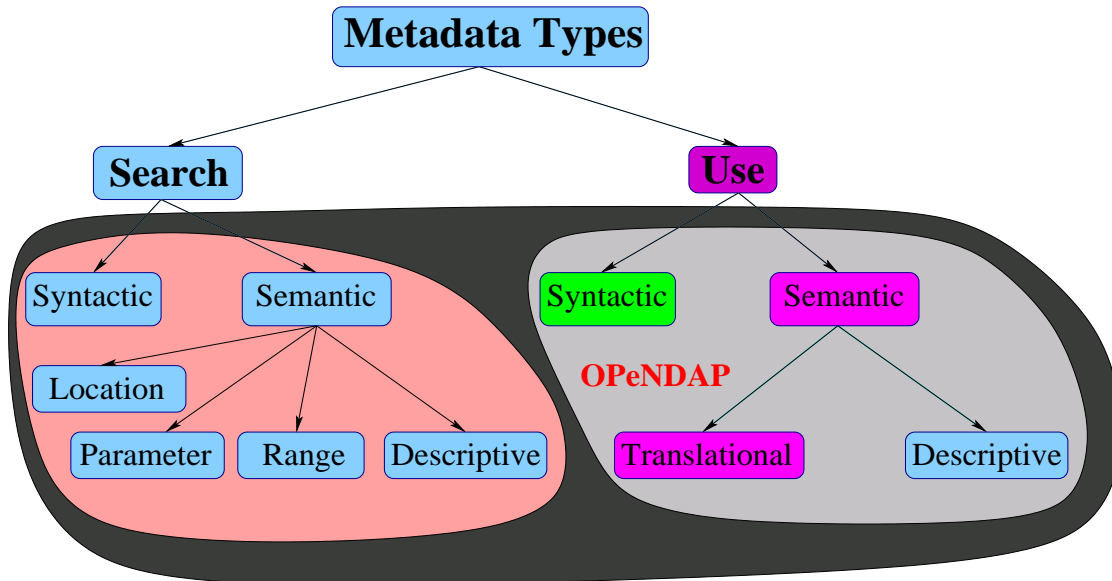 Metadata Types
Search
Use
Syntactic
Semantic
Syntactic
Semantic
Location
OPeNDAP
Parameter
Range
Descriptive
Translational
Descriptive